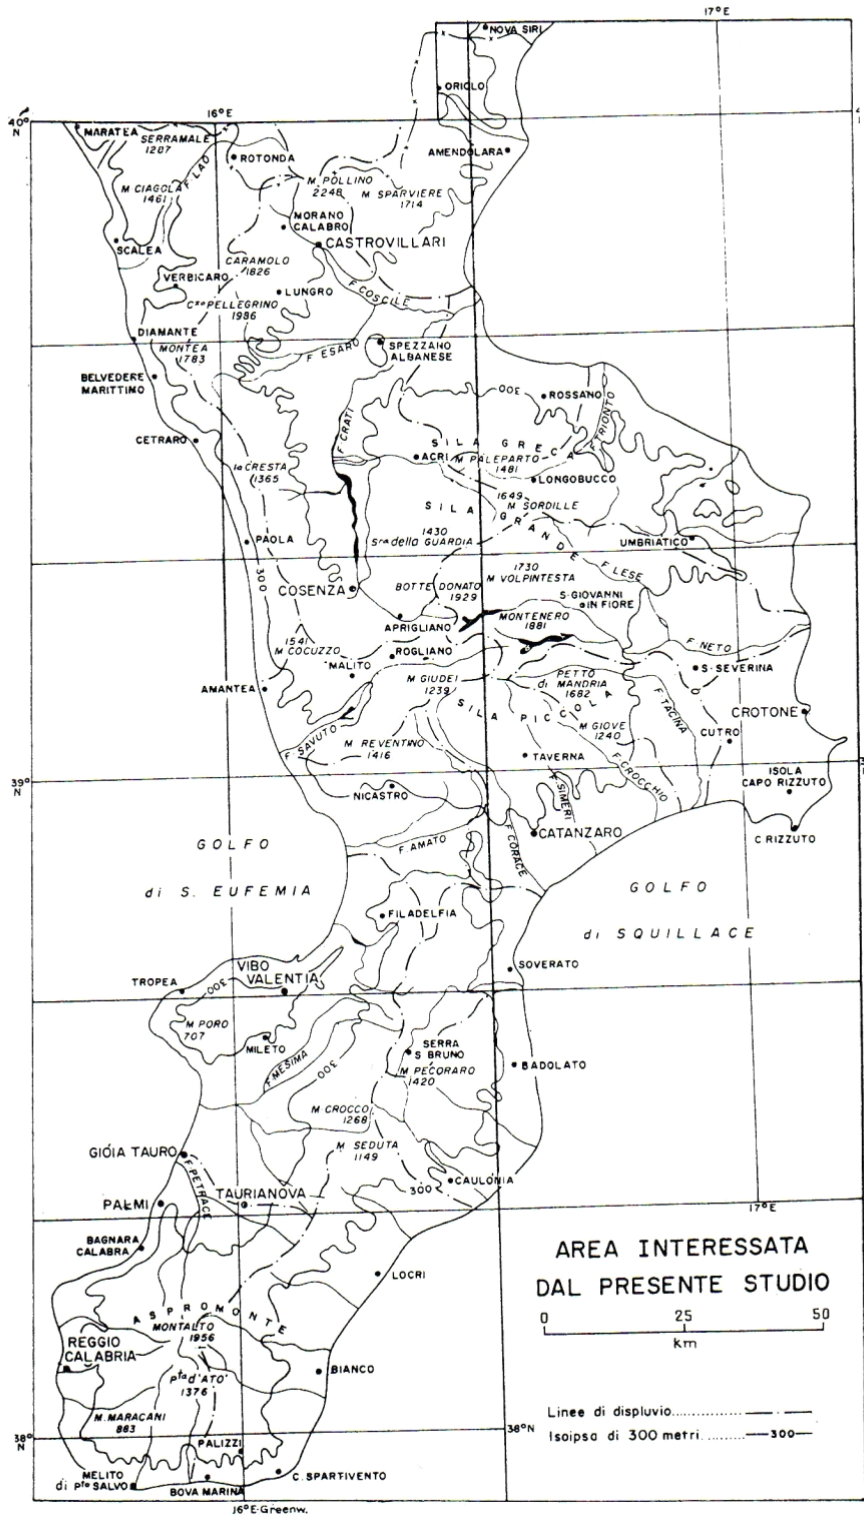 17°E
NOVA SIRI
ORIOLO
40°
N
16°E
MARATEA
SERRAMALE
1287
ROTONDA
AMENDOLARA
F. LAO
M. POLLINO
2248
M SPARVIERE
1714
M CIAGOLA
1461
MORANO
CALABRO
CASTROVILLARI
SCALEA
CARAMOLO
1826
VERBICARO
LUNGRO
F. COSCILE
Czo PELLEGRINO
1986
DIAMANTE
MONTEA
1783
F ESARO
SPEZZANO
ALBANESE
BELVEDERE
MARITTIMO
300
ROSSANO
F. TRIONTO
F CRATI
CETRARO
SILA GRECA
ACRI
M PALEPARTO
1481
la CRESTA
1365
LONGOBUCCO
1649
M SORDILLE
SILA GRANDE
1430
Sra della GUARDIA
PAOLA
UMBRIATICO
300
1730
M VOLPINTESTA
F LESE
COSENZA
BOTTE DONATO
1929
S. GIOVANNI
IN FIORE
APRIGLIANO
MONTENERO
1881
1541
M COCUZZO
ROGLIANO
F. NETO
MALITO
S. SEVERINA
AMANTEA
M GIUDEI
1239
PETTO
di MANDRIA
1682
SILA PICCOLA
F. TACINA
CROTONE
M GIOVE
1240
CUTRO
F. SAVUTO
M REVENTINO
1416
TAVERNA
F. CROCCHIO
ISOLA
CAPO RIZZUTO
39°
N
NICASTRO
F. SIMERI
CATANZARO
C RIZZUTO
F. AMATO
F. CORACE
GOLFO
di S. EUFEMIA
GOLFO
di SQUILLACE
FILADELFIA
SOVERATO
VIBO
VALENTIA
TROPEA
300
M PORO
707
MILETO
SERRA
S BRUNO
F. MESIMA
300
M PECORARO
1420
BADOLATO
M CROCCO
1268
M SEDUTA
1149
GIOIA TAURO
F. PETRACE
CAULONIA
300
PALMI
TAURIANOVA
17°E
BAGNARA
CALABRA
AREA INTERESSATA
DAL PRESENTE STUDIO
LOCRI
0 25 50
km
ASPROMONTE
MONTALTO
1956
REGGIO
CALABRIA
Pta d'ATO'
1376
BIANCO
M. MARACANI
883
Linee di displuvio
Isoipsa di 300 metri 300
38°
N
38°N
PALIZZI
MELITO
di Pto SALVO
BOVA MARINA
C. SPARTIVENTO
16°E-Greenw.